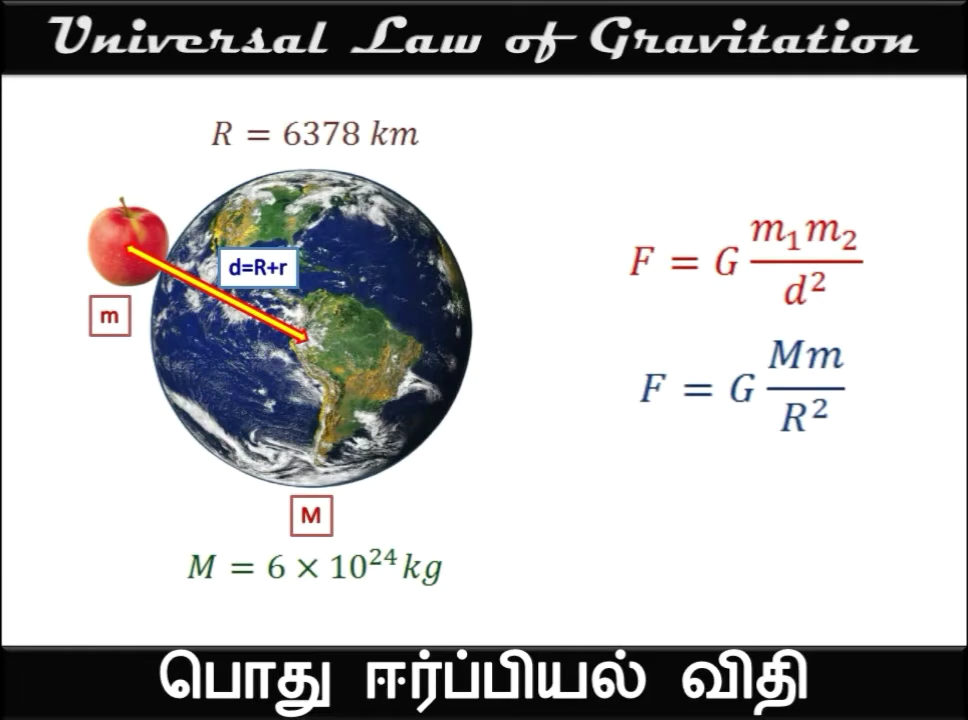 Universal Law of Gravitation
R = 6378 km
d=R+r
m
M
M = 6 × 10²⁴ kg
F = G m₁m₂ / d²
F = G Mm / R²
பொது ஈர்ப்பியல் விதி